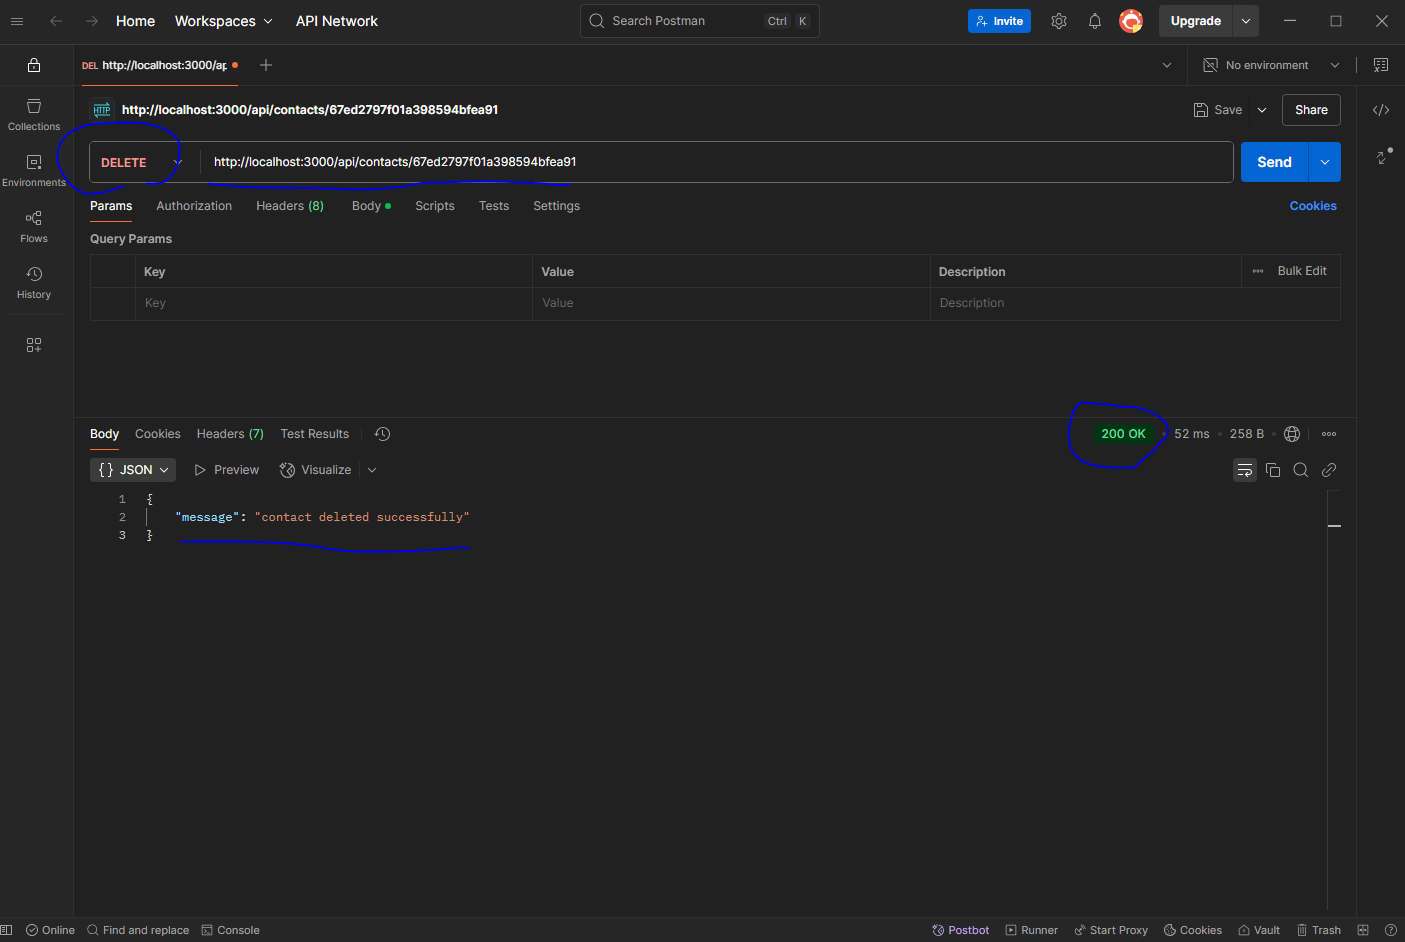 Home Workspaces API Network Search Postman Ctrl K Invite Upgrade
DEL http://localhost:3000/ap No environment
HTTP http://localhost:3000/api/contacts/67ed2797f01a398594bfea91 Save Share
Collections
DELETE http://localhost:3000/api/contacts/67ed2797f01a398594bfea91 Send
Environments
Params Authorization Headers (8) Body Scripts Tests Settings Cookies
Flows
Query Params
Key Value Description Bulk Edit
History
Key Value Description
Body Cookies Headers (7) Test Results 200 OK • 52 ms • 258 B
{} JSON Preview Visualize
1 {
2 "message": "contact deleted successfully"
3 }
Online Find and replace Console Postbot Runner Start Proxy Cookies Vault Trash